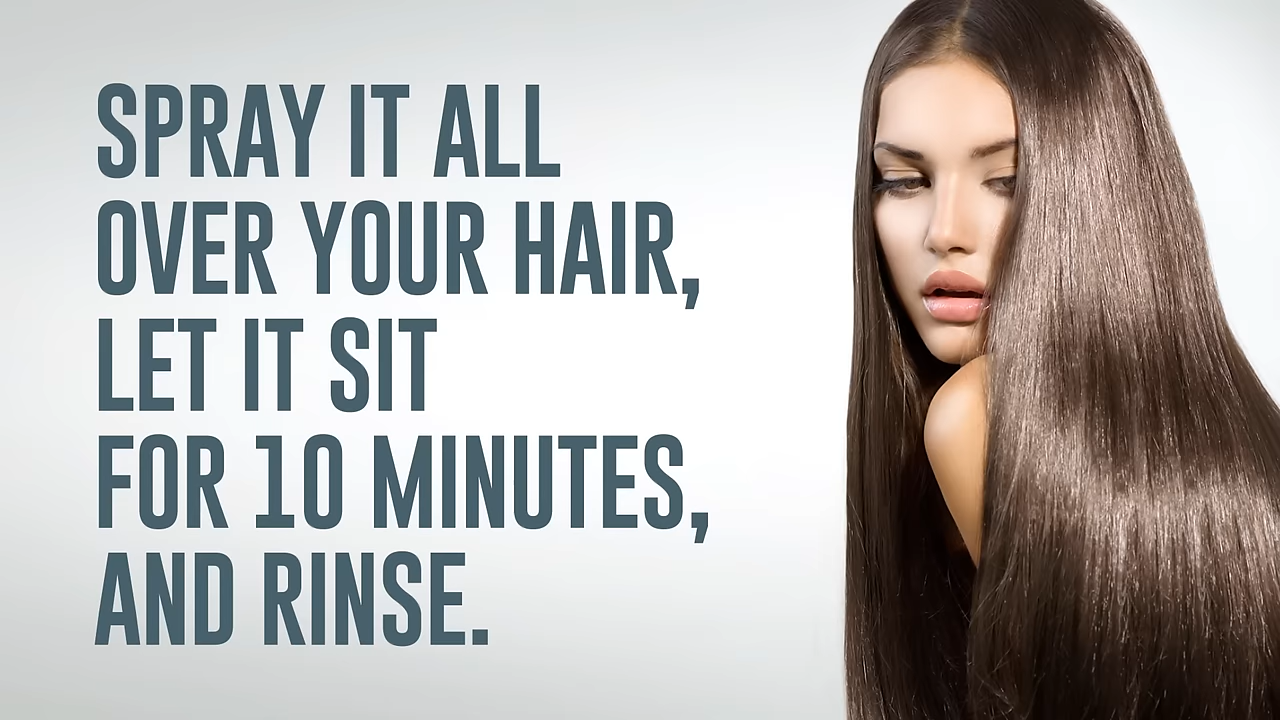 SPRAY IT ALL
OVER YOUR HAIR,
LET IT SIT
FOR 10 MINUTES,
AND RINSE.